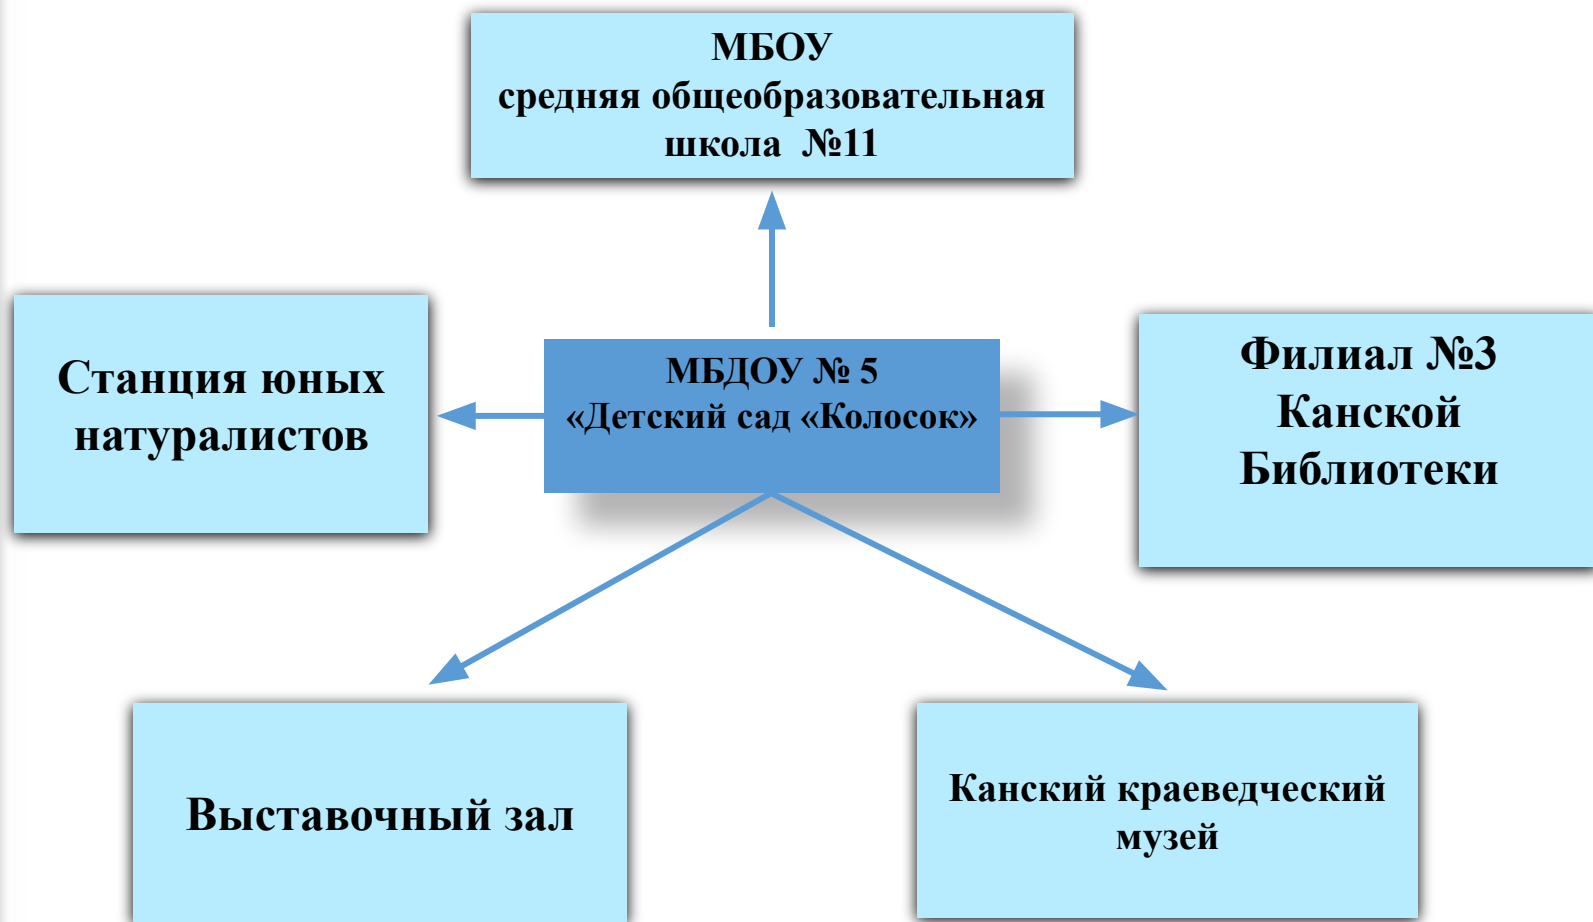 МБОУ
средняя общеобразовательная
школа №11
Станция юных
натуралистов
МБДОУ № 5
«Детский сад «Колосок»
Филиал №3
Канской
Библиотеки
Выставочный зал
Канский краеведческий
музей